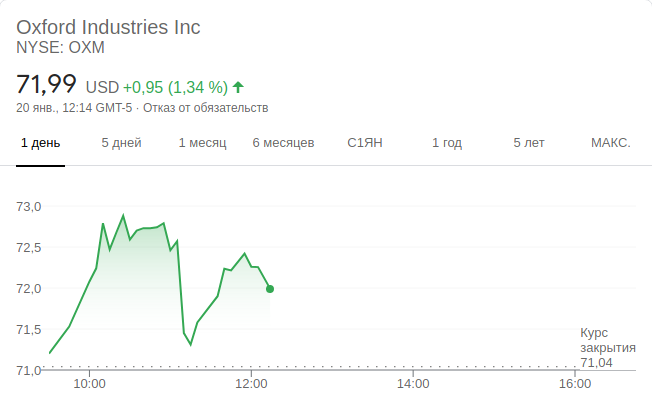 Oxford Industries Inc
NYSE: OXM
71,99 USD +0,95 (1,34 %)
20 янв., 12:14 GMT-5 · Отказ от обязательств
1 день 5 дней 1 месяц 6 месяцев С1ЯН 1 год 5 лет МАКС.
73,0
72,5
72,0
71,5
71,0
Курс
закрытия
71,04
10:00 12:00 14:00 16:00